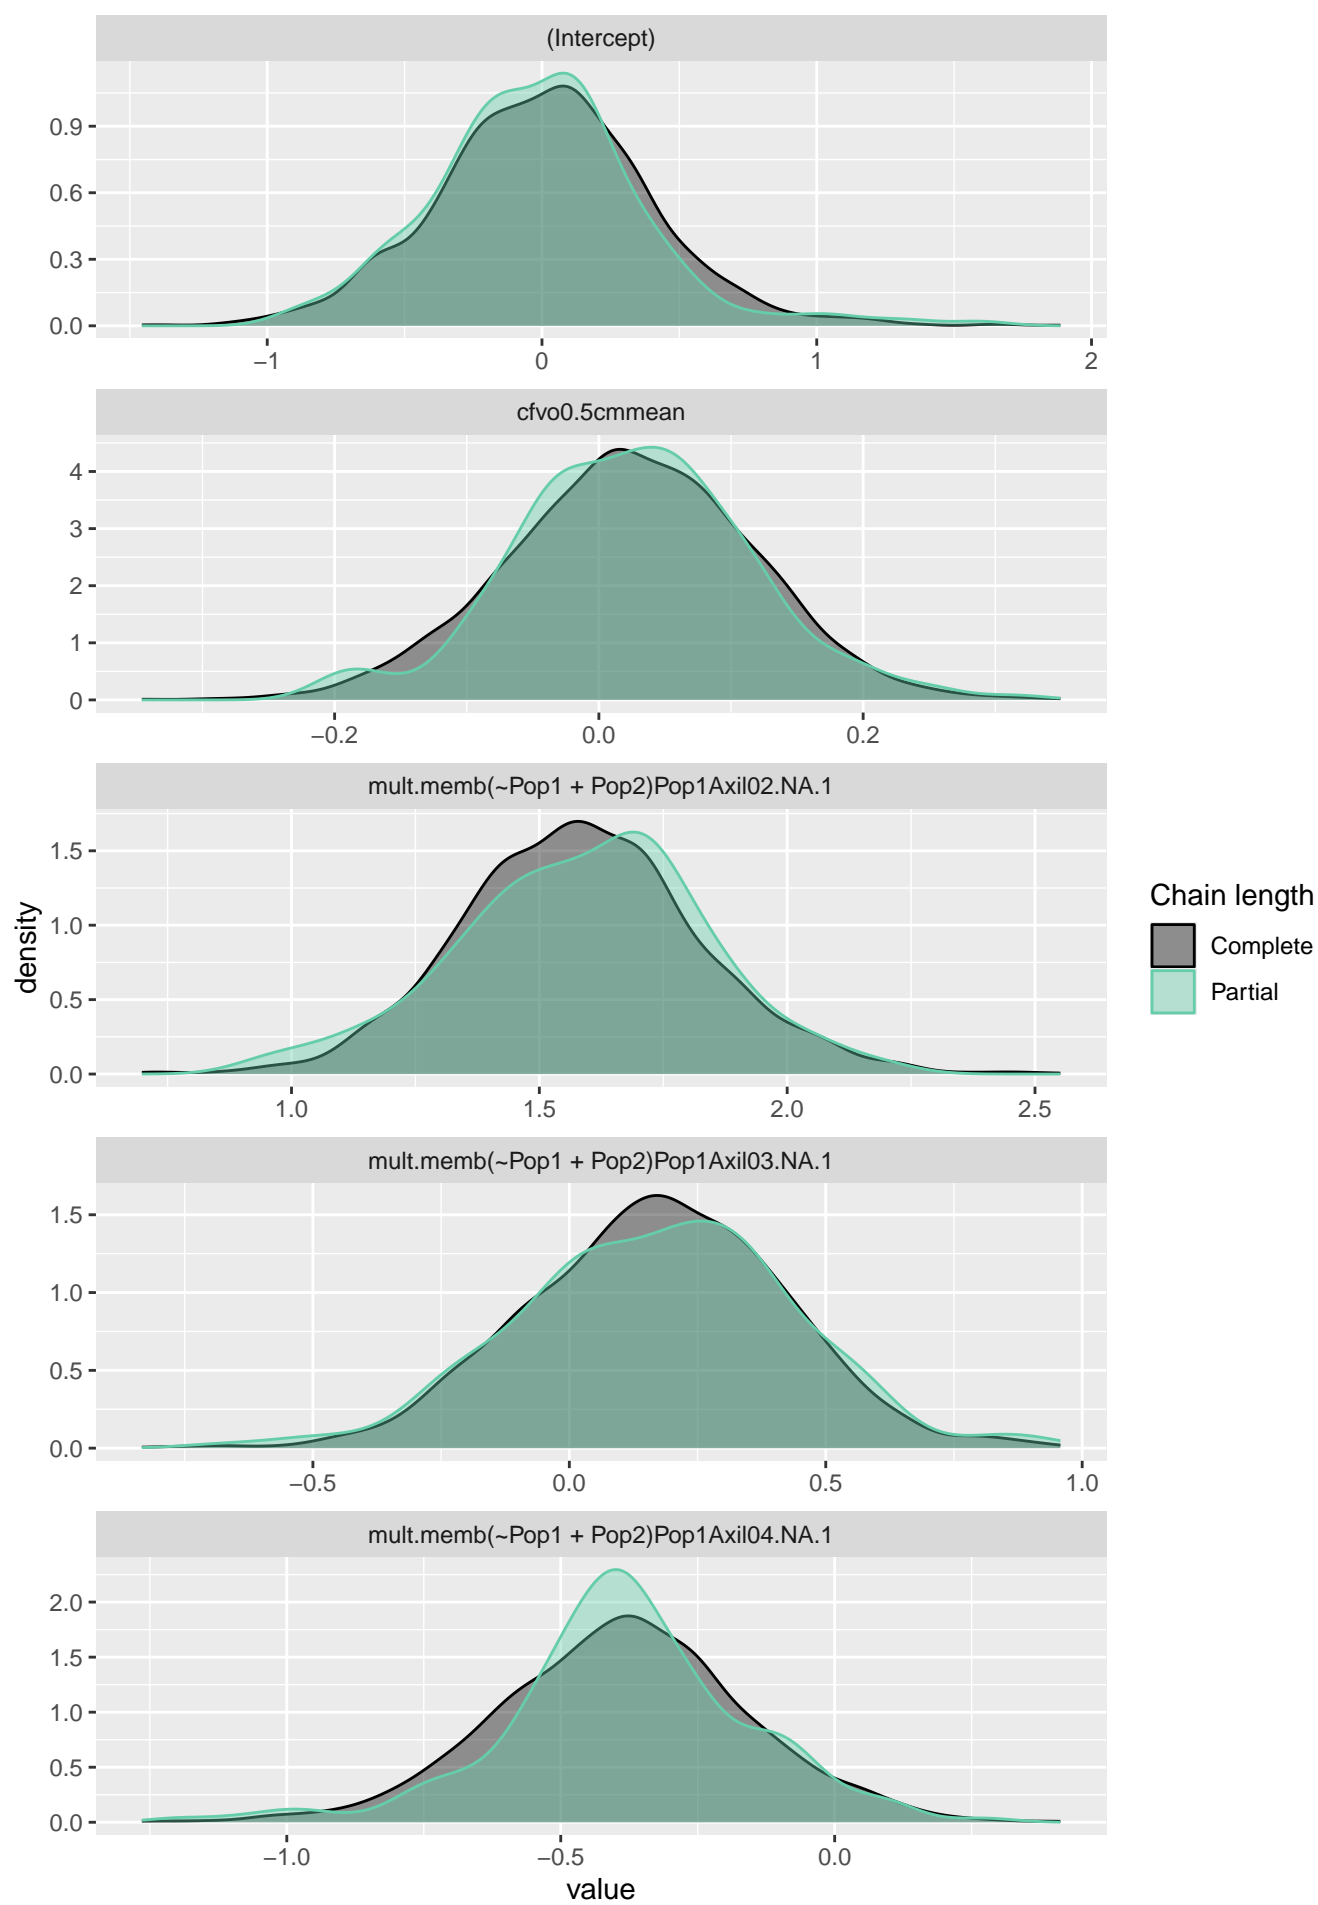 (Intercept)
0.9
0.6
0.3
0.0
−1 0 1 2
cfvo0.5cmmean
4
3
2
1
0
−0.2 0.0 0.2
mult.memb(~Pop1 + Pop2)Pop1Axil02.NA.1
1.5
1.0
0.5
0.0
1.0 1.5 2.0 2.5
mult.memb(~Pop1 + Pop2)Pop1Axil03.NA.1
1.5
1.0
0.5
0.0
−0.5 0.0 0.5 1.0
mult.memb(~Pop1 + Pop2)Pop1Axil04.NA.1
2.0
1.5
1.0
0.5
0.0
−1.0 −0.5 0.0
value
density
Chain length
Complete
Partial